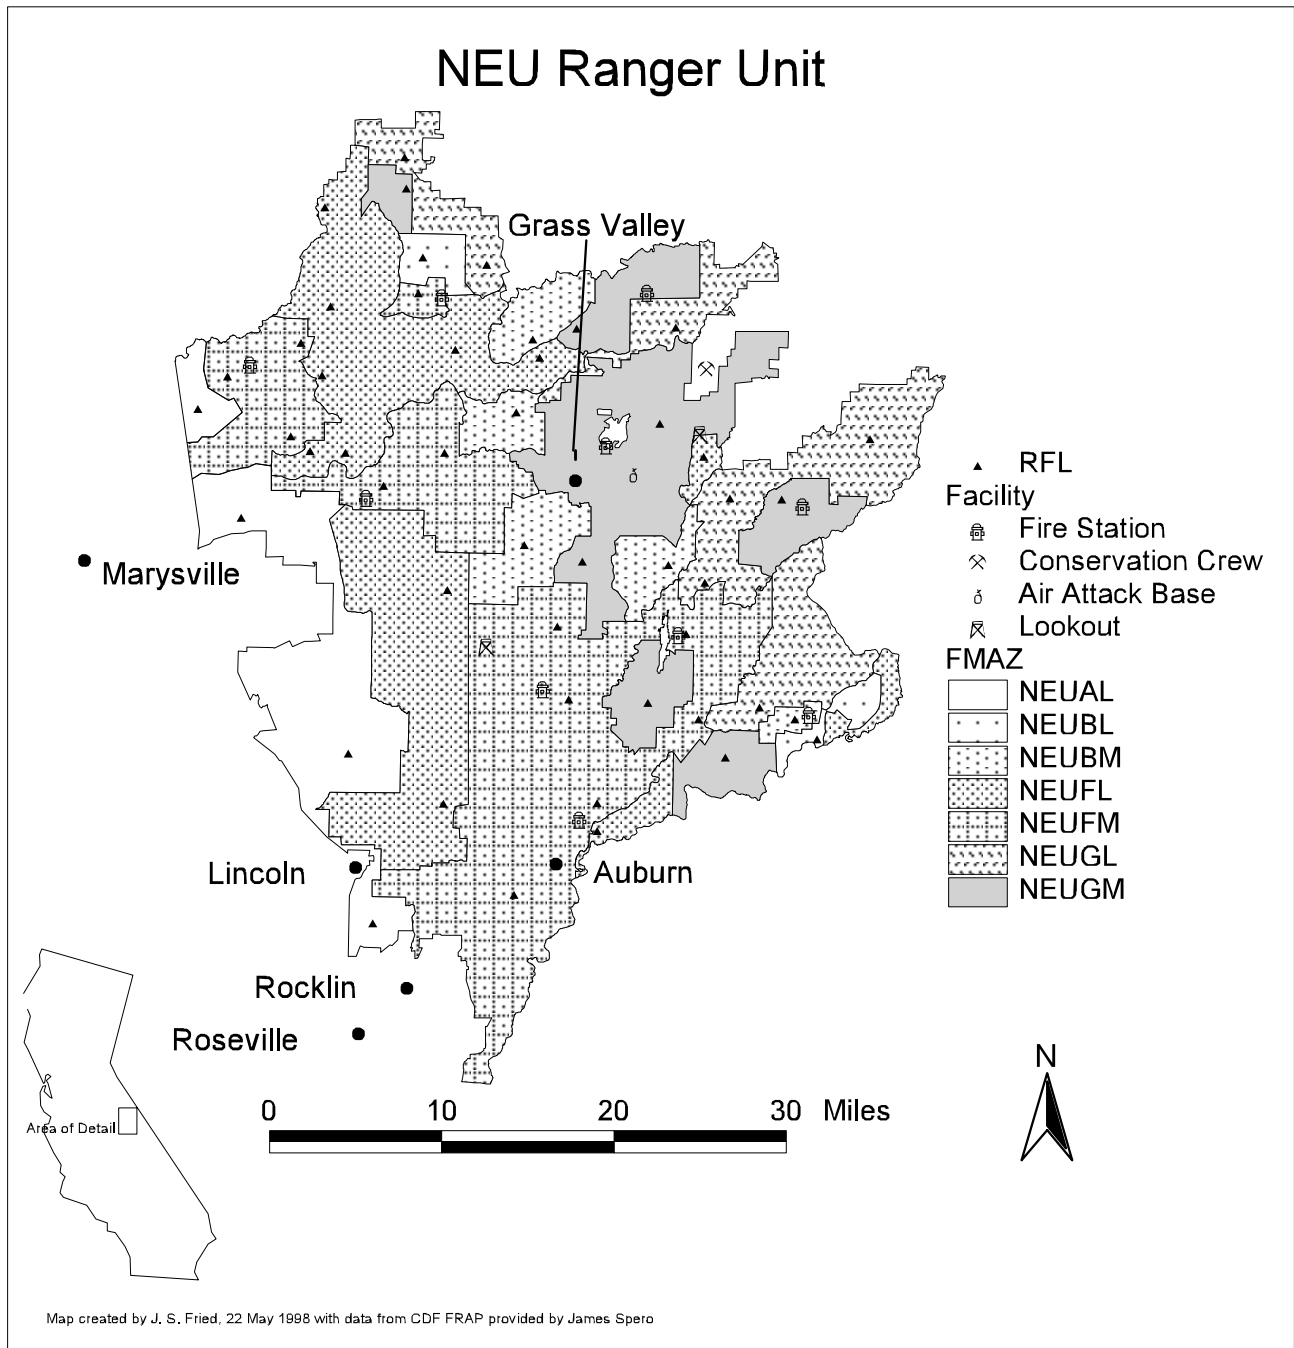 NEU Ranger Unit
Grass Valley
RFL
Facility
Fire Station
Conservation Crew
Air Attack Base
Lookout
FMAZ
NEUAL
NEUBL
NEUBM
NEUFL
NEUFM
NEUGL
NEUGM
Marysville
Lincoln
Auburn
Rocklin
Roseville
N
0 10 20 30 Miles
Area of Detail
Map created by J. S. Fried, 22 May 1998 with data from CDF FRAP provided by James Spero